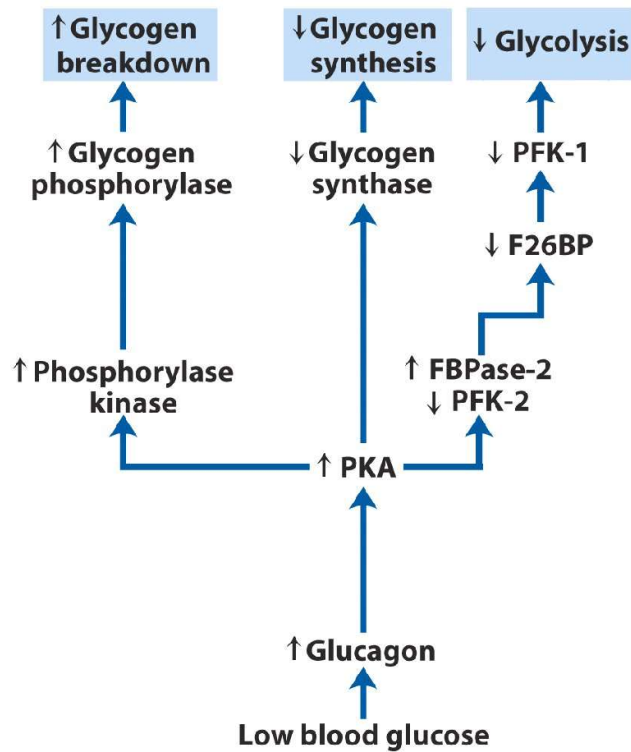 ↑Glycogen
breakdown
↓Glycogen
synthesis
↓ Glycolysis
↑Glycogen
phosphorylase
↓Glycogen
synthase
↓ PFK-1
↓ F26BP
↑Phosphorylase
kinase
↑ FBPase-2
↓ PFK-2
↑ PKA
↑Glucagon
Low blood glucose